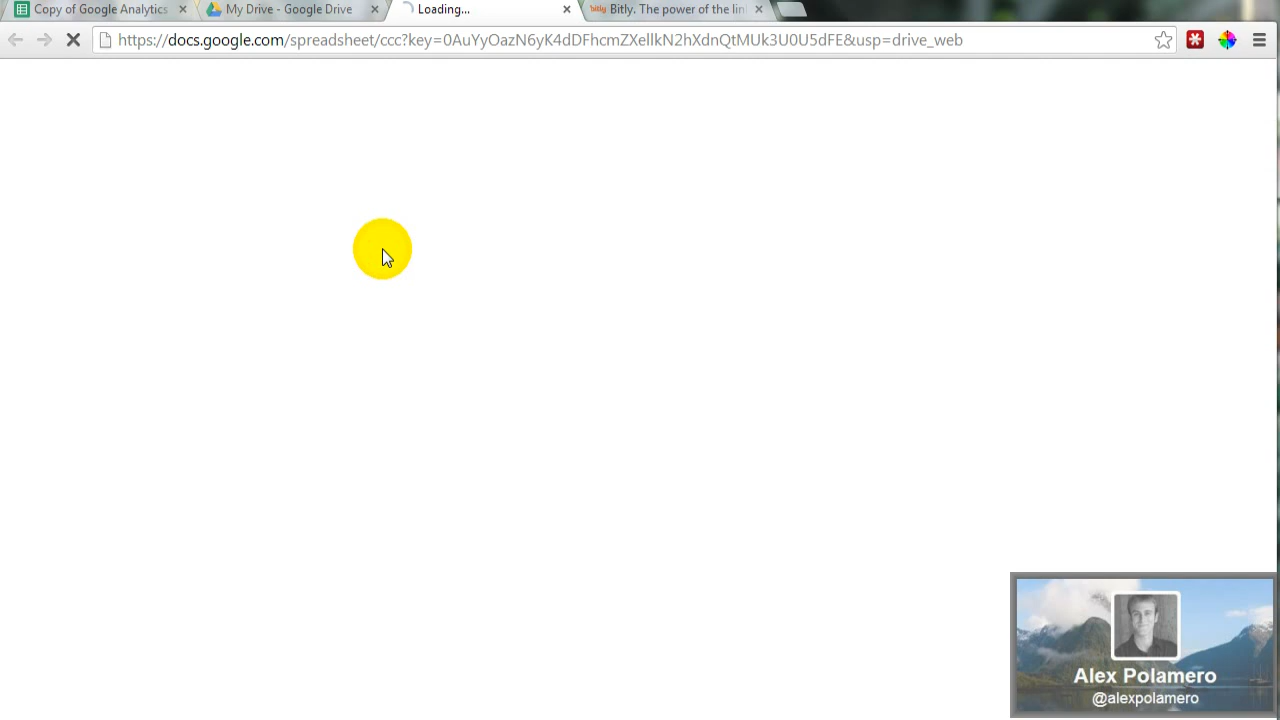 Copy of Google Analytics
My Drive - Google Drive
Loading...
bitly Bitly. The power of the lin
https://docs.google.com/spreadsheet/ccc?key=0AuYyOazN6yK4dDFhcmZXellkN2hXdnQtMUk3U0U5dFE&usp=drive_web
Alex Polamero
@alexpolamero